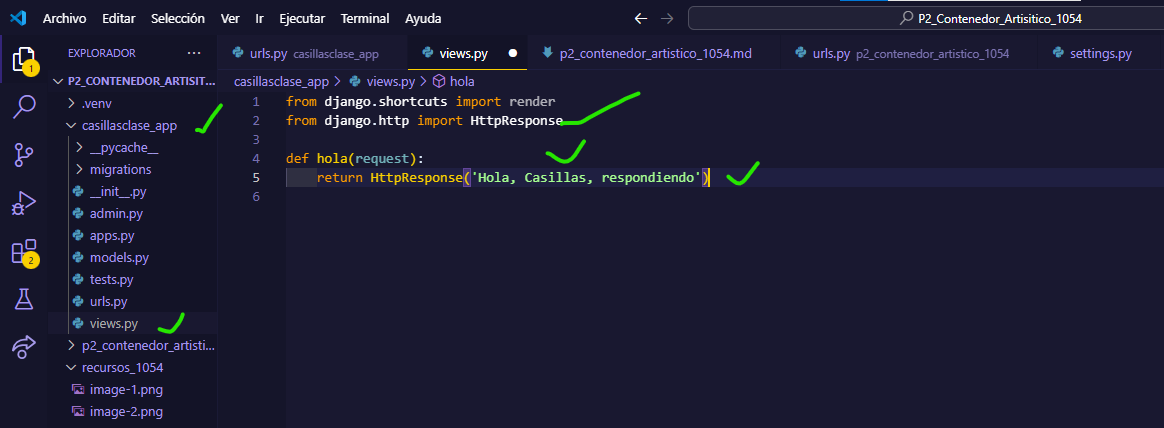 Archivo Editar Selección Ver Ir Ejecutar Terminal Ayuda
P2_Contenedor_Artisitico_1054
EXPLORADOR ...
P2_CONTENEDOR_ARTISIT...
.venv
casillasclase_app
__pycache__
migrations
__init__.py
admin.py
apps.py
models.py
tests.py
urls.py
views.py
p2_contenedor_artisti...
recursos_1054
image-1.png
image-2.png
1
2
urls.py casillasclase_app
views.py
p2_contenedor_artistico_1054.md
urls.py p2_contenedor_artistico_1054
settings.py
casillasclase_app > views.py > hola
1 from django.shortcuts import render
2 from django.http import HttpResponse
3
4 def hola(request):
5 return HttpResponse('Hola, Casillas, respondiendo')
6